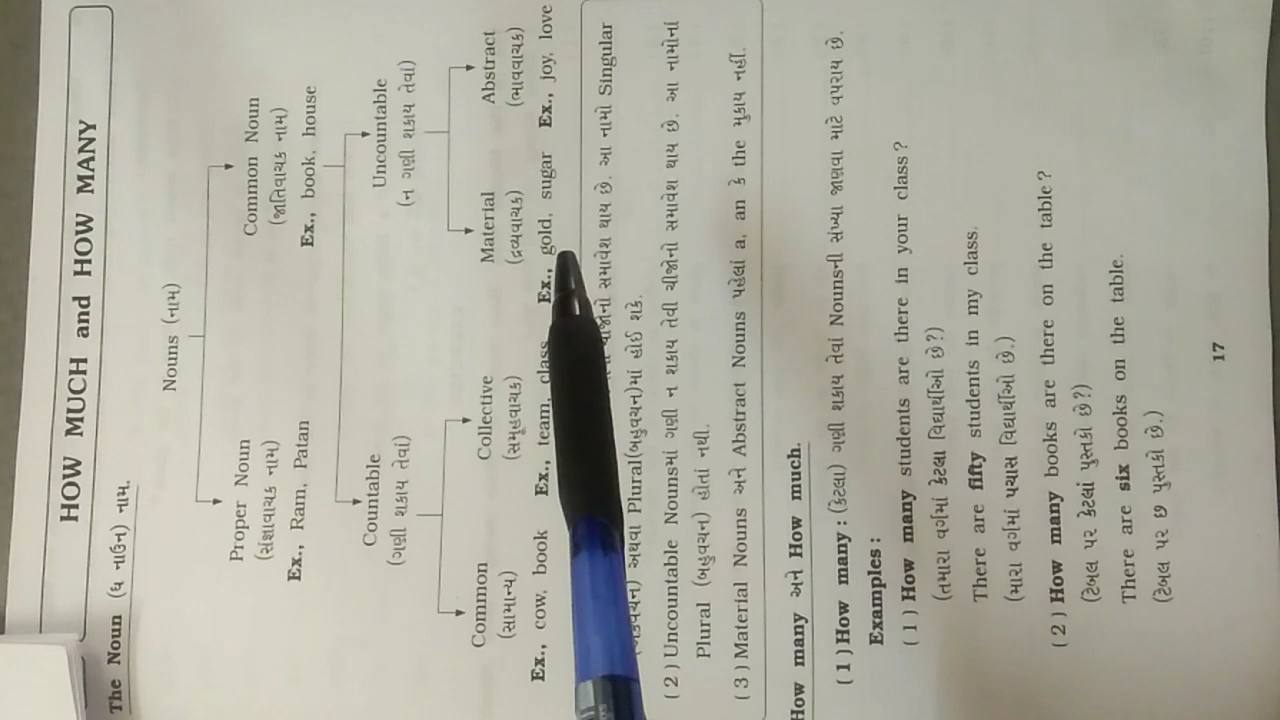 HOW MUCH and HOW MANY
The Noun (ધ નાઉન) નામ.
Nouns (નામ)
Proper Noun Common Noun
(સંજ્ઞાવાચક નામ) (જાતિવાચક નામ)
Ex., Ram, Patan Ex., book, house
Countable Uncountable
(ગણી શકાય તેવાં) (ન ગણી શકાય તેવાં)
Common Collective Material Abstract
(સામાન્ય) (સમૂહવાચક) (દ્રવ્યવાચક) (ભાવવાચક)
Ex., cow, book Ex., team, class Ex., gold, sugar Ex., joy, love
સમાવેશ થાય છે. આ નામો Singular
અથવા Plural(બહુવચન)માં હોઈ શકે.
(2) Uncountable Nounsમાં ગણી ન શકાય તેવી ચીજોનો સમાવેશ થાય છે. આ નામોનાં
Plural (બહુવચન) હોતાં નથી.
(3) Material Nouns અને Abstract Nouns પહેલાં a, an કે the મુકાય નહીં.
How many અને How much.
(1) How many : (કેટલા) ગણી શકાય તેવાં Nounsની સંખ્યા જાણવા માટે વપરાય છે.
Examples :
(1) How many students are there in your class?
(તમારા વર્ગમાં કેટલા વિદ્યાર્થીઓ છે?)
There are fifty students in my class.
(મારા વર્ગમાં પચાસ વિદ્યાર્થીઓ છે.)
(2) How many books are there on the table?
(ટેબલ પર કેટલાં પુસ્તકો છે?)
There are six books on the table.
(ટેબલ પર છ પુસ્તકો છે.)
17